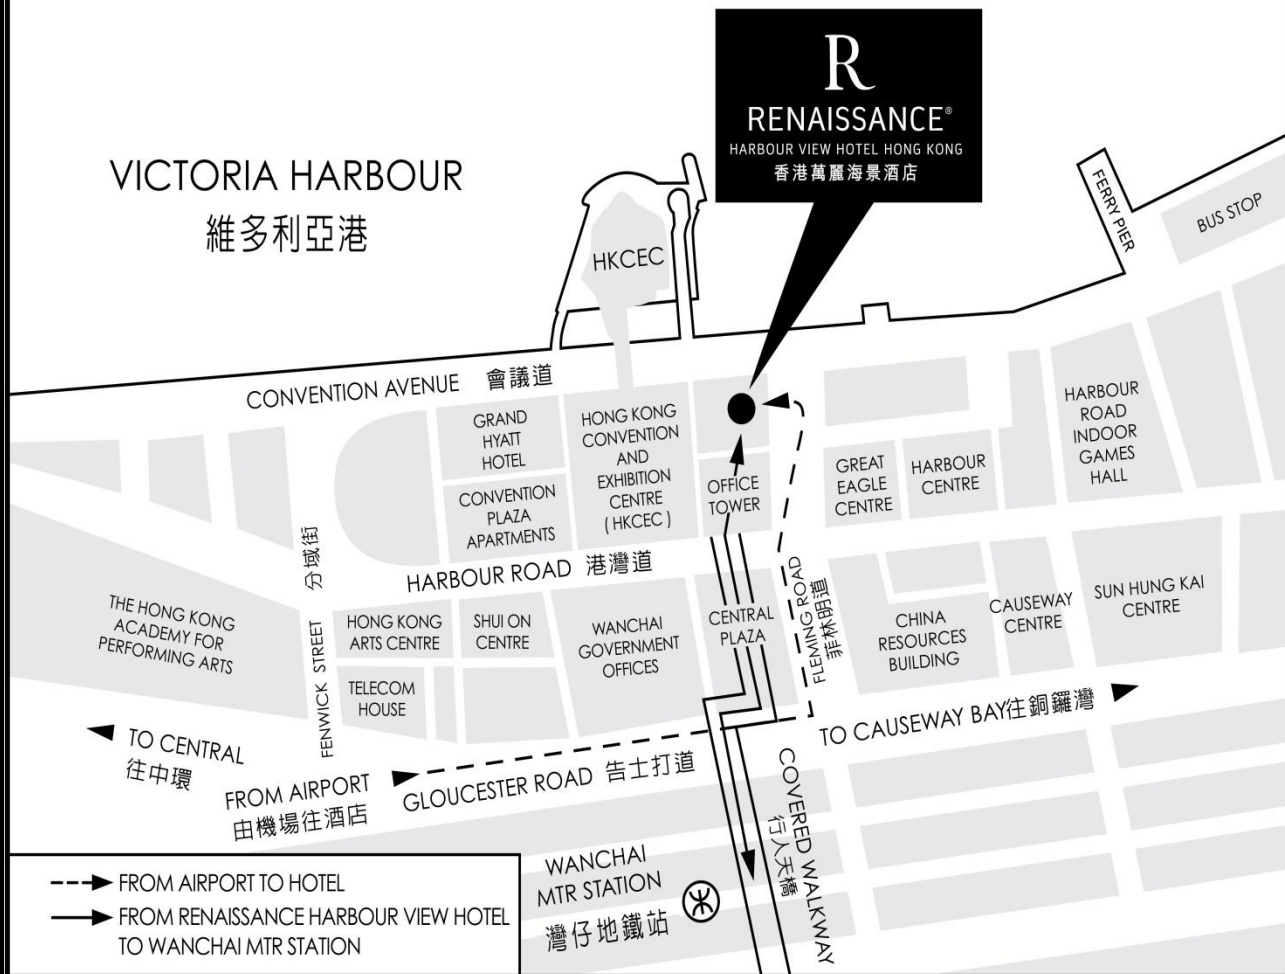 R
RENAISSANCE®
HARBOUR VIEW HOTEL HONG KONG
香港萬麗海景酒店
VICTORIA HARBOUR
維多利亞港
HKCEC
FERRY PIER
BUS STOP
CONVENTION AVENUE 會議道
GRAND
HYATT
HOTEL
HONG KONG
CONVENTION
AND
EXHIBITION
CENTRE
( HKCEC )
CONVENTION
PLAZA
APARTMENTS
OFFICE
TOWER
GREAT
EAGLE
CENTRE
HARBOUR
CENTRE
HARBOUR
ROAD
INDOOR
GAMES
HALL
HARBOUR ROAD 港灣道
FENWICK STREET 分域街
FLEMING ROAD
菲林明道
THE HONG KONG
ACADEMY FOR
PERFORMING ARTS
HONG KONG
ARTS CENTRE
SHUI ON
CENTRE
WANCHAI
GOVERNMENT
OFFICES
CENTRAL
PLAZA
CHINA
RESOURCES
BUILDING
CAUSEWAY
CENTRE
SUN HUNG KAI
CENTRE
TELECOM
HOUSE
TO CENTRAL
往中環
FROM AIRPORT
由機場往酒店
GLOUCESTER ROAD 告士打道
TO CAUSEWAY BAY往銅鑼灣
COVERED WALKWAY
行人天橋
WANCHAI
MTR STATION
灣仔地鐵站
FROM AIRPORT TO HOTEL
FROM RENAISSANCE HARBOUR VIEW HOTEL
TO WANCHAI MTR STATION